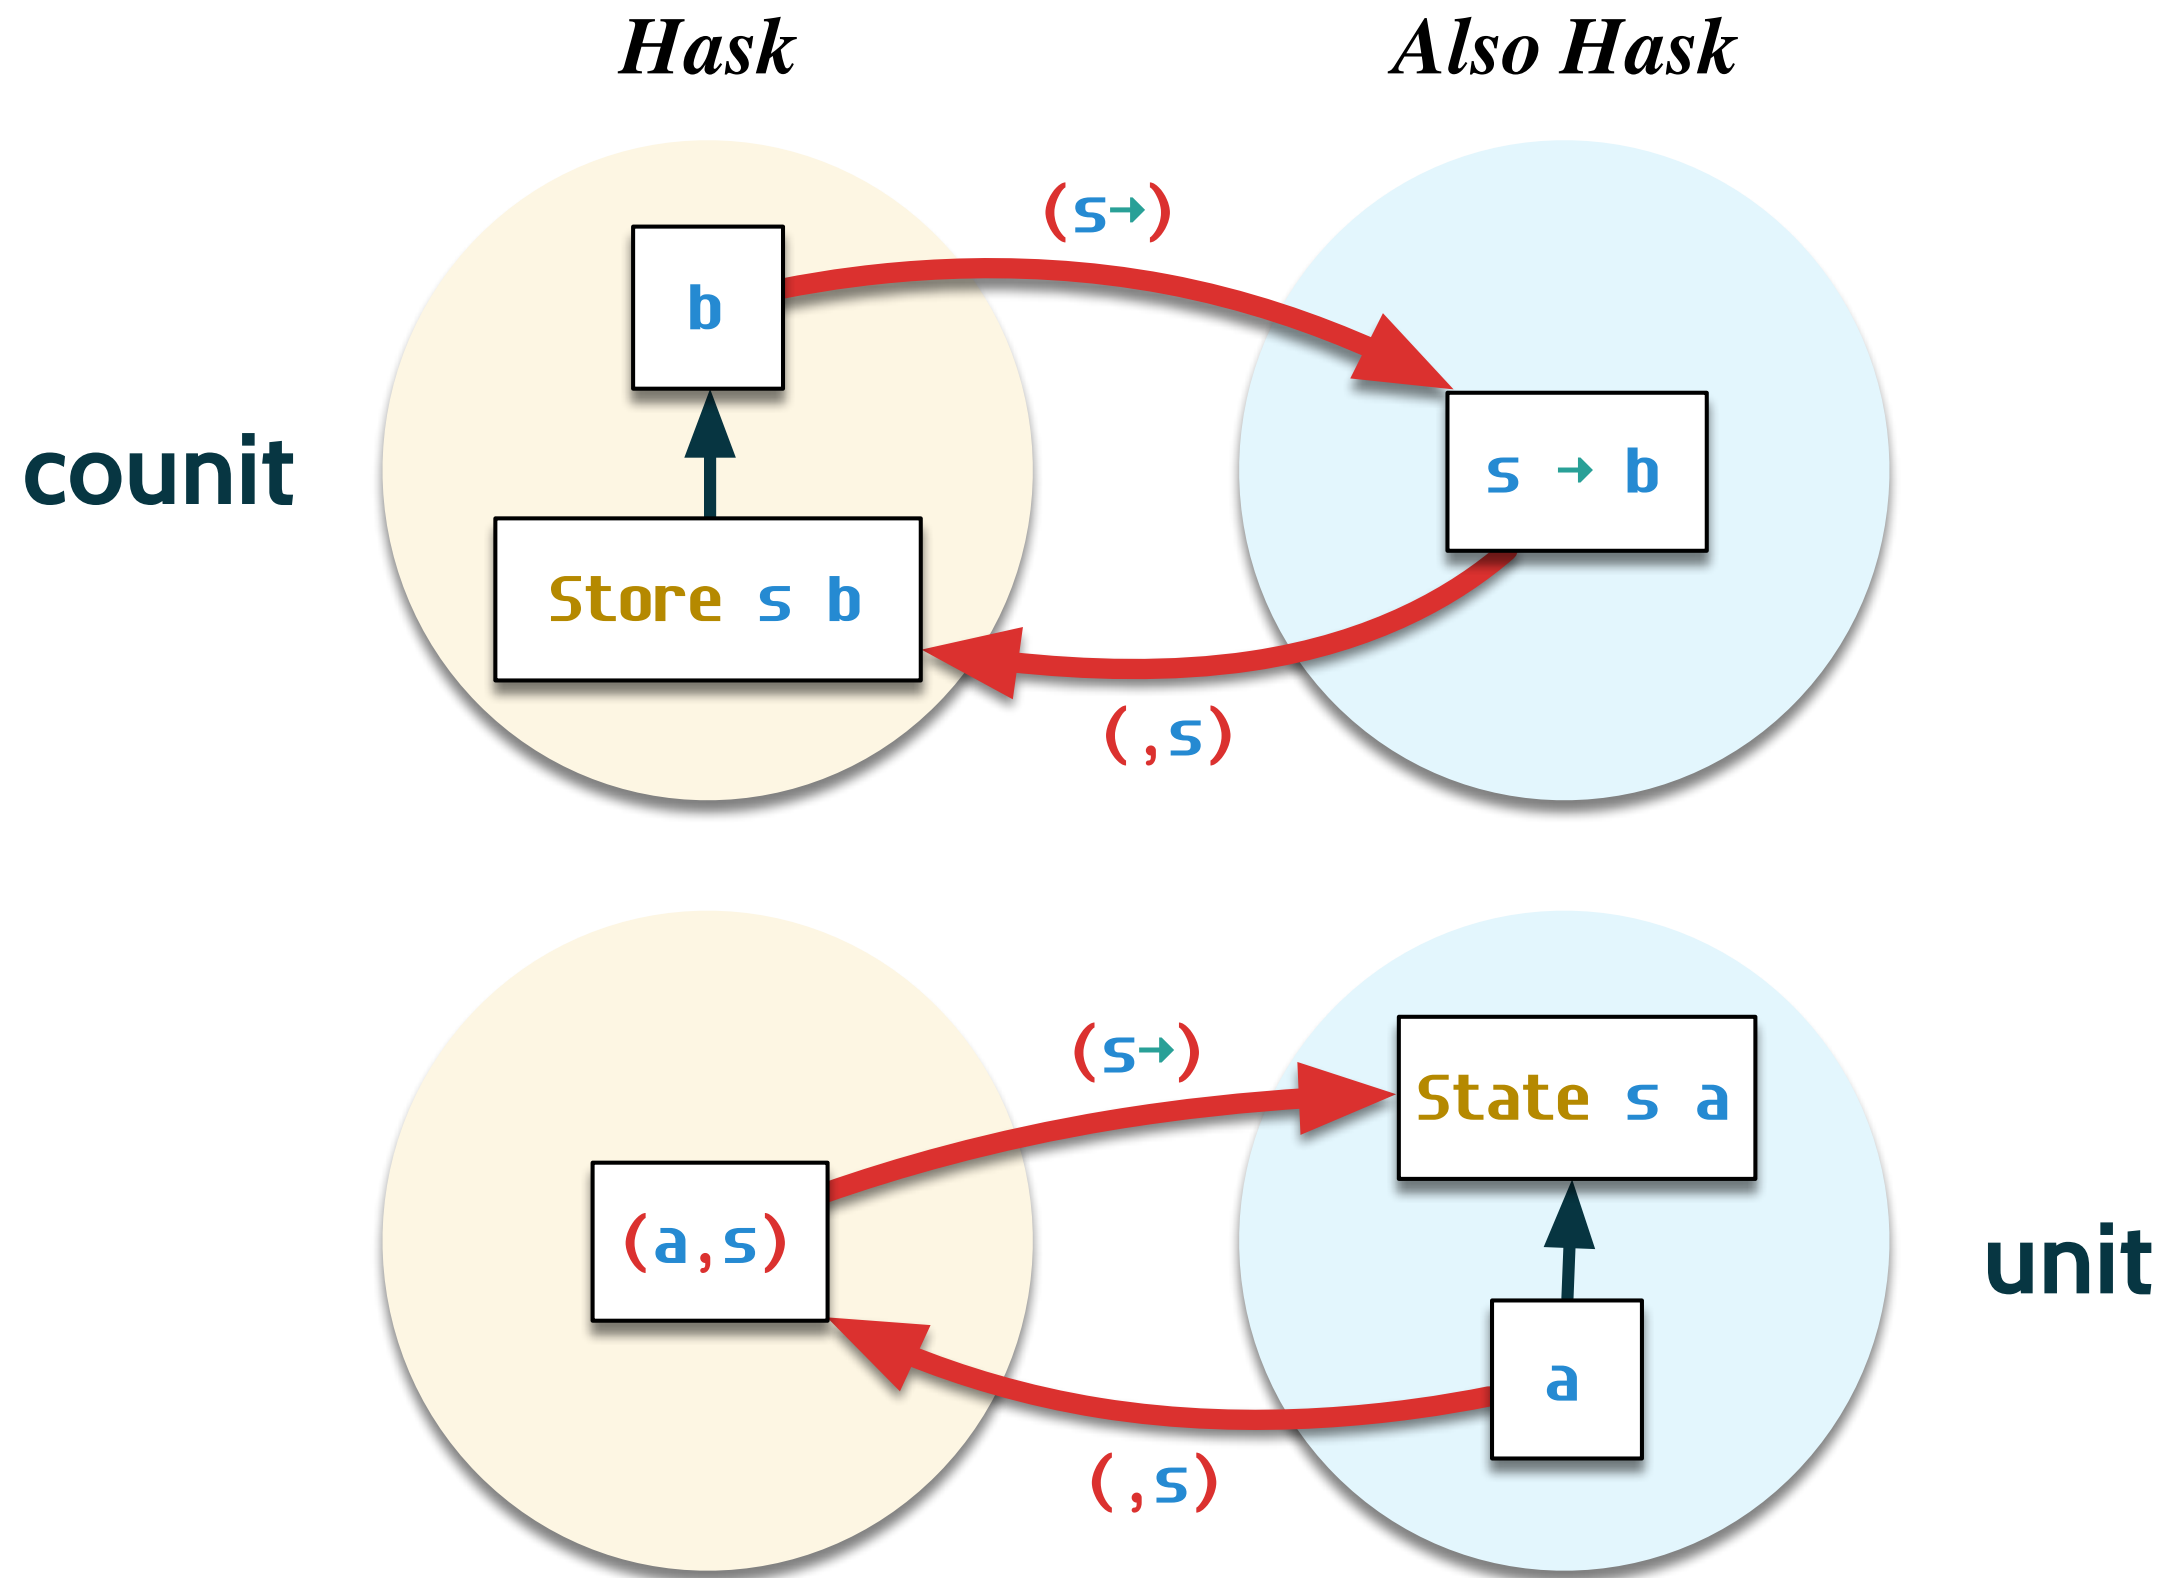 Hask
Also Hask
(s→)
b
s → b
counit
Store s b
(,s)
(s→)
State s a
(a,s)
unit
a
(,s)